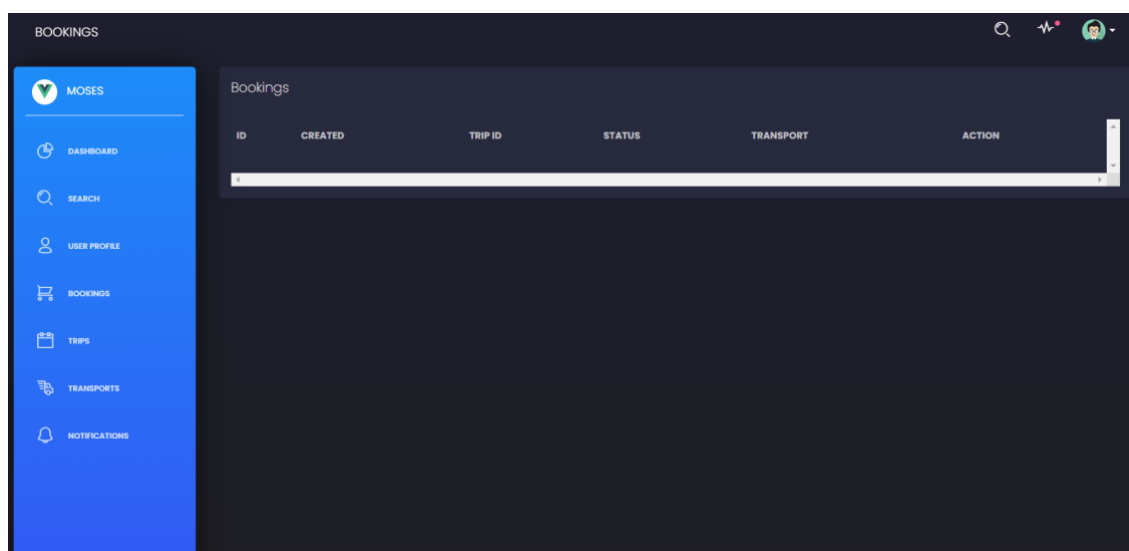 BOOKINGS
MOSES
DASHBOARD
SEARCH
USER PROFILE
BOOKINGS
TRIPS
TRANSPORTS
NOTIFICATIONS
Bookings
ID CREATED TRIP ID STATUS TRANSPORT ACTION